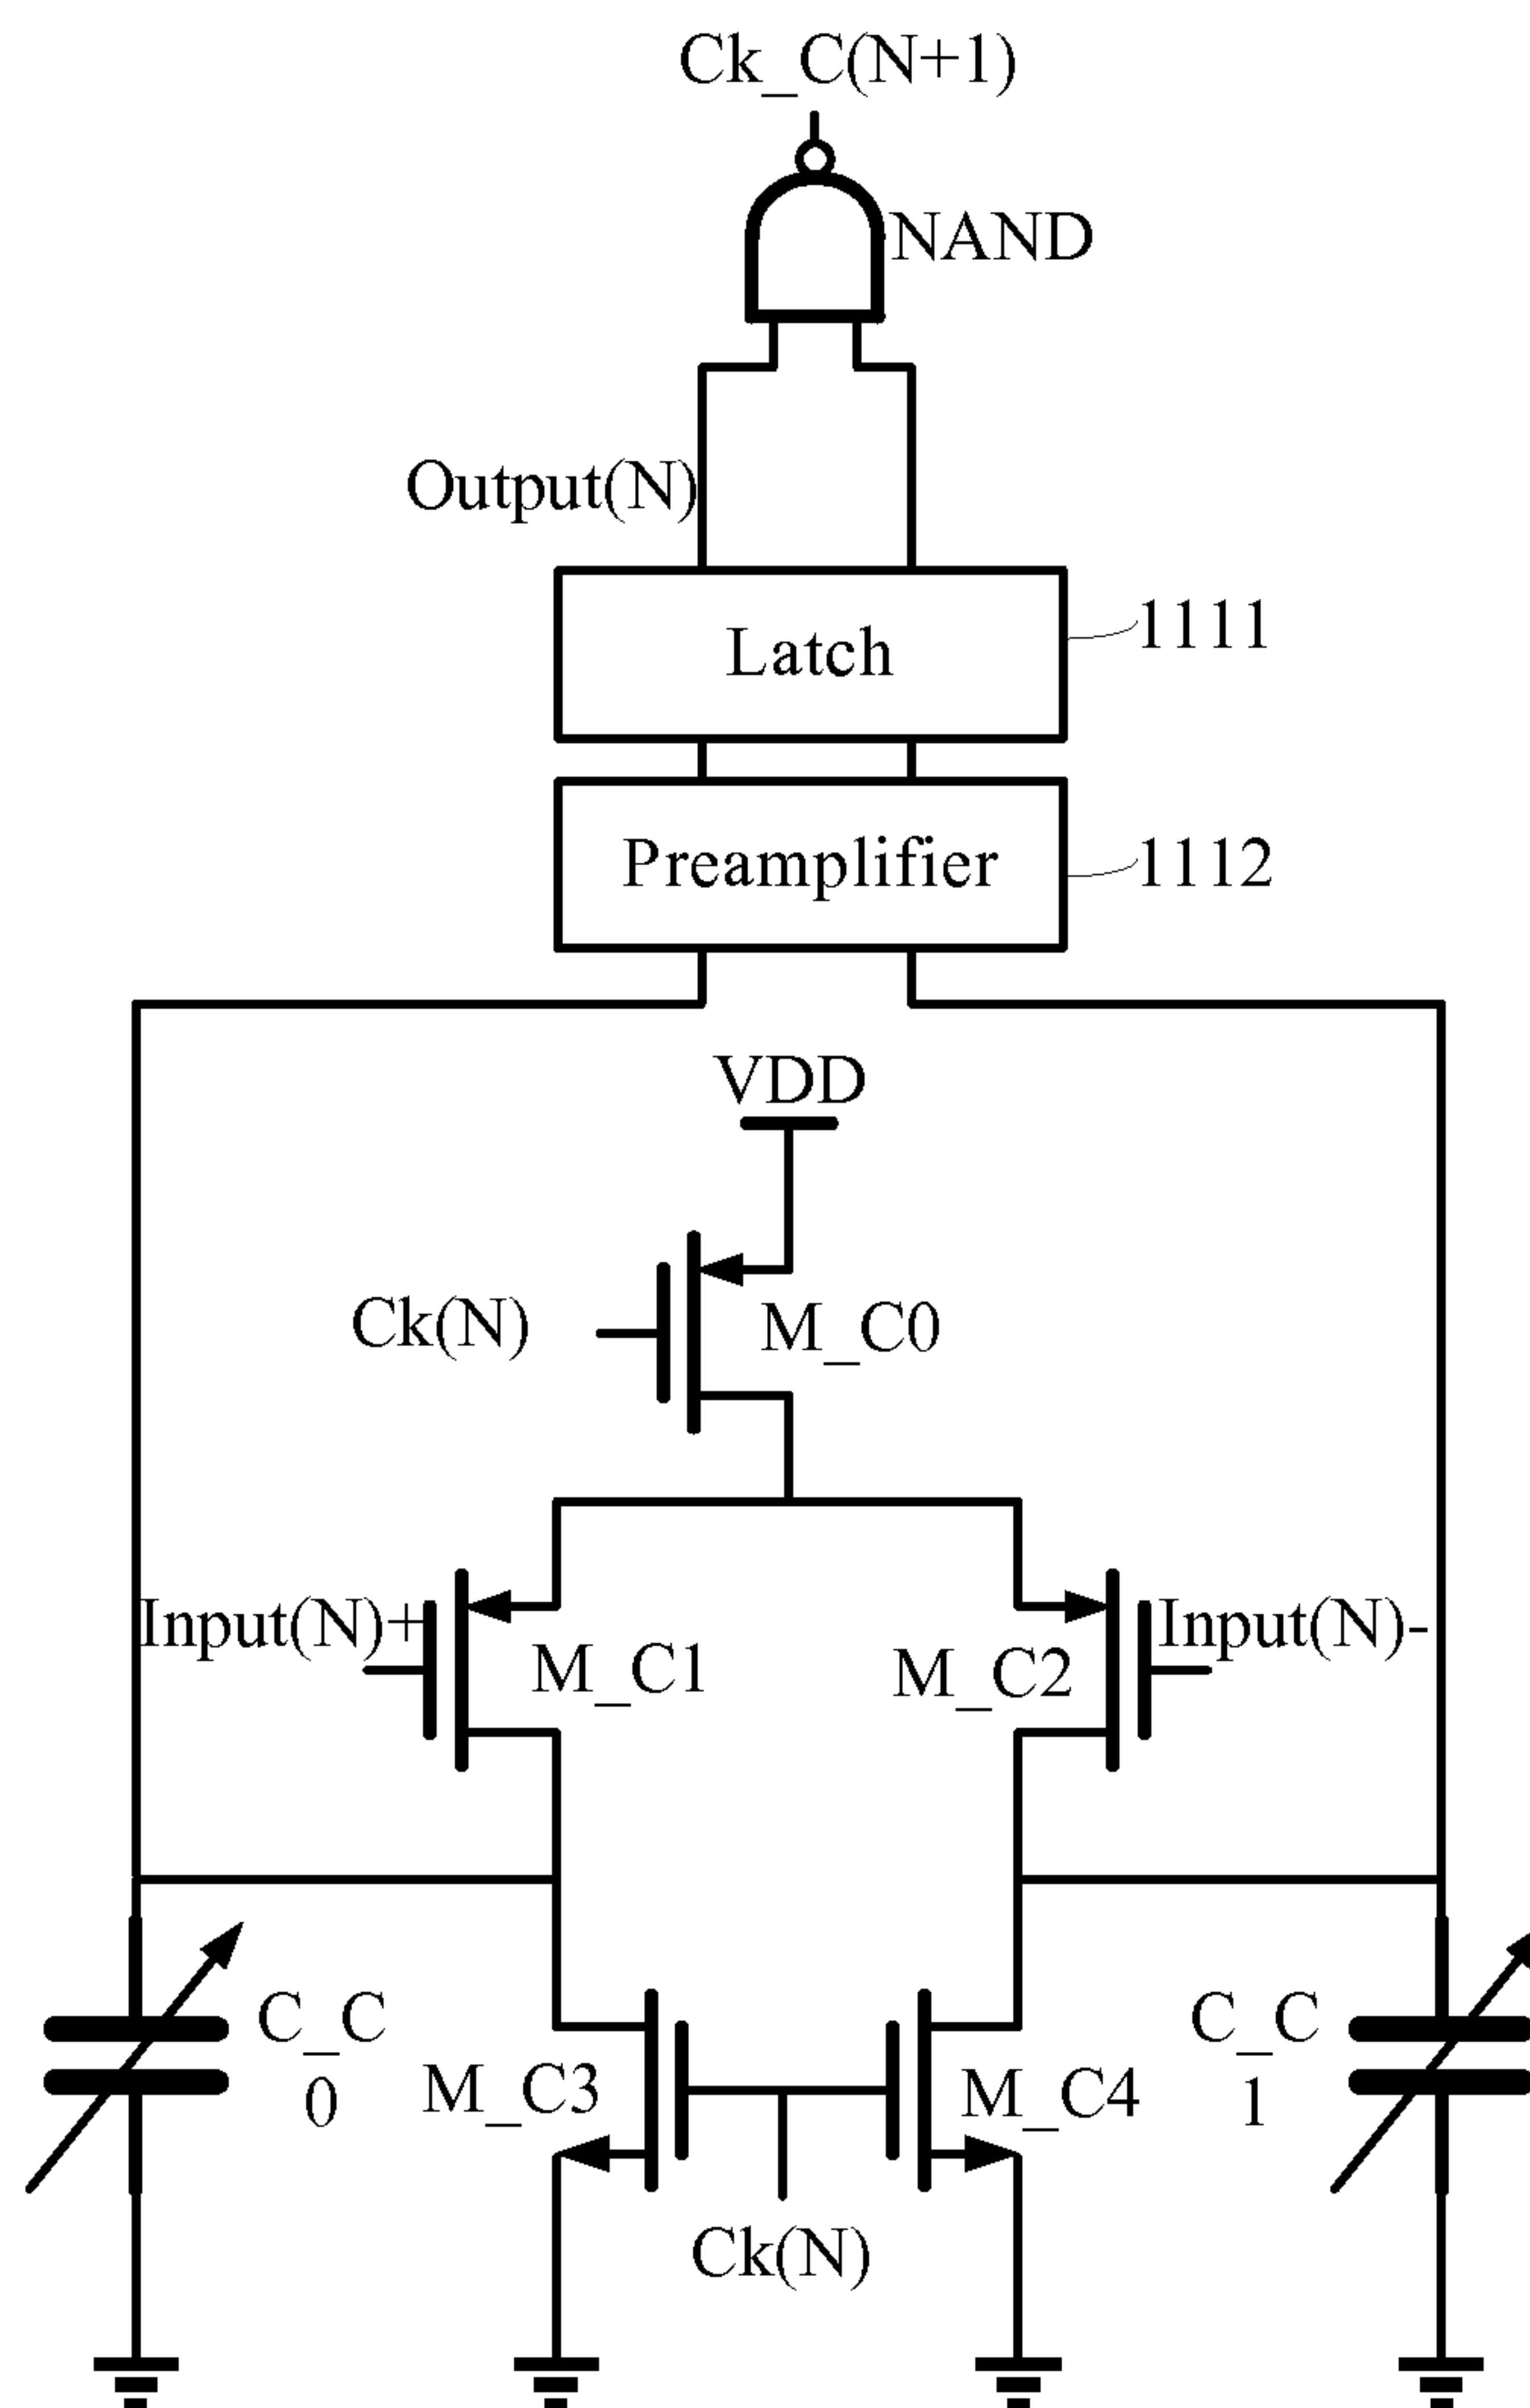 Ck_C(N+1)
NAND
Output(N)
Latch
1111
Preamplifier
1112
VDD
Ck(N)
M_C0
Input(N)+
M_C1
M_C2
Input(N)-
C_C
0
M_C3
M_C4
C_C
1
Ck(N)